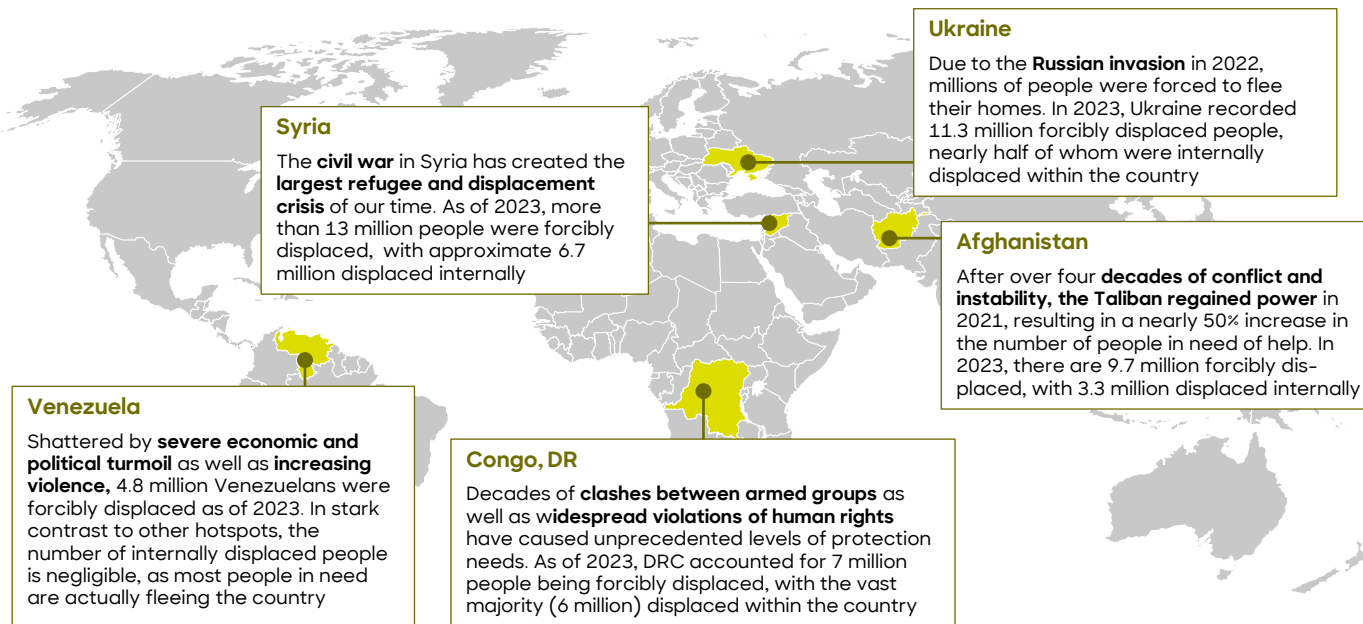 Ukraine
Due to the Russian invasion in 2022,
millions of people were forced to flee
their homes. In 2023, Ukraine recorded
11.3 million forcibly displaced people,
nearly half of whom were internally
displaced within the country
Syria
The civil war in Syria has created the
largest refugee and displacement
crisis of our time. As of 2023, more
than 13 million people were forcibly
displaced, with approximate 6.7
million displaced internally
Afghanistan
After over four decades of conflict and
instability, the Taliban regained power in
2021, resulting in a nearly 50% increase in
the number of people in need of help. In
2023, there are 9.7 million forcibly dis-
placed, with 3.3 million displaced internally
Venezuela
Shattered by severe economic and
political turmoil as well as increasing
violence, 4.8 million Venezuelans were
forcibly displaced as of 2023. In stark
contrast to other hotspots, the
number of internally displaced people
is negligible, as most people in need
are actually fleeing the country
Congo, DR
Decades of clashes between armed groups as
well as widespread violations of human rights
have caused unprecedented levels of protection
needs. As of 2023, DRC accounted for 7 million
people being forcibly displaced, with the vast
majority (6 million) displaced within the country